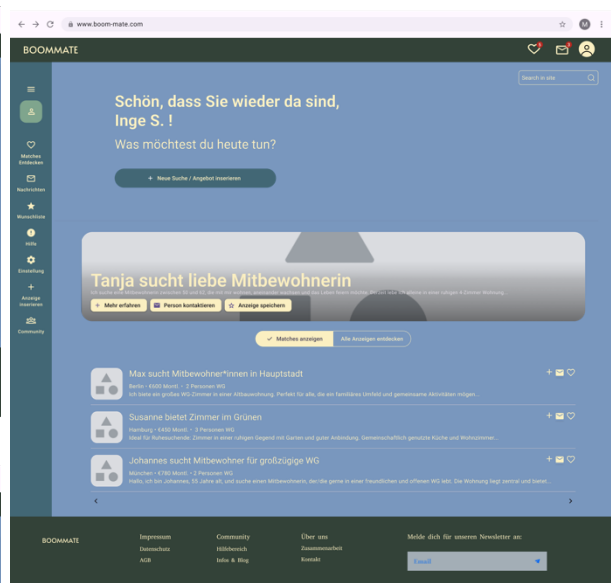 www.boom-mate.com
M
BOOMMATE
Search in site
Schön, dass Sie wieder da sind,
Inge S. !
Was möchtest du heute tun?
+ Neue Suche / Angebot inserieren
Matches
Entdecken
Nachrichten
Wunschliste
Hilfe
Einstellung
Anzeige
inserieren
Community
Tanja sucht liebe Mitbewohnerin
+ Mehr erfahren
Person kontaktieren
Anzeige speichern
Matches anzeigen
Alle Anzeigen entdecken
Max sucht Mitbewohner*innen in Hauptstadt
Berlin • €600 Montl. • 3 Personen WG
Ich biete ein großes WG-Zimmer in einer Altbauwohnung. Perfekt für alle, die ein familiäres Umfeld und gemeinsame Aktivitäten mögen...
Susanne bietet Zimmer im Grünen
Hamburg • €450 Montl. • 3 Personen WG
Ideal für Ruhesuchende: Zimmer in einer ruhigen Gegend mit Garten und guter Anbindung. Gemeinschaftlich genutzte Küche und Wohnzimmer...
Johannes sucht Mitbewohner für großzügige WG
München • €780 Montl. • 2 Personen WG
Hallo, ich bin Johannes, 55 Jahre alt, und suche einen Mitbewohnerin, der/die gerne in einer freundlichen und offenen WG lebt. Die Wohnung liegt zentral und bietet...
BOOMMATE
Impressum
Datenschutz
AGB
Community
Hilfebereich
Infos & Blog
Über uns
Zusammenarbeit
Kontakt
Melde dich für unseren Newsletter an:
Email